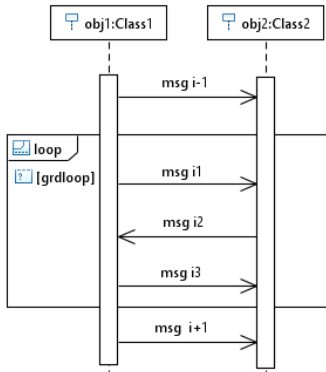 obj1:Class1
obj2:Class2
msg i-1
loop
[grdloop]
msg i1
msg i2
msg i3
msg i+1